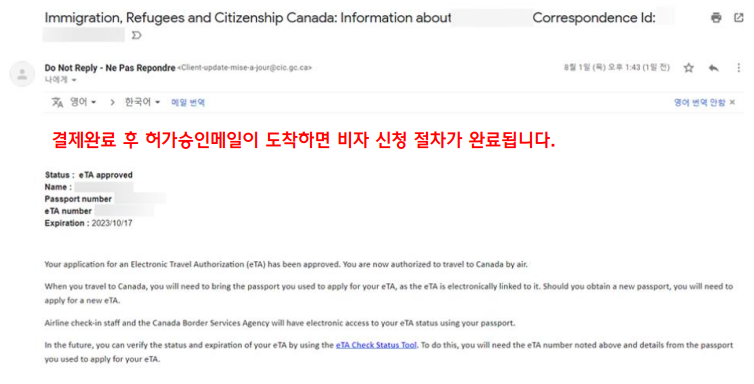 Immigration, Refugees and Citizenship Canada: Information about Correspondence Id:
Do Not Reply - Ne Pas Repondre <Client-update-mise-a-jour@cic.gc.ca>
8월 1일 (목) 오후 1:43 (1일 전)
나에게
영어 > 한국어 메일 번역
영어 번역 안함 ×
결제완료 후 허가승인메일이 도착하면 비자 신청 절차가 완료됩니다.
Status : eTA approved
Name :
Passport number
eTA number
Expiration : 2023/10/17
Your application for an Electronic Travel Authorization (eTA) has been approved. You are now authorized to travel to Canada by air.
When you travel to Canada, you will need to bring the passport you used to apply for your eTA, as the eTA is electronically linked to it. Should you obtain a new passport, you will need to
apply for a new eTA.
Airline check-in staff and the Canada Border Services Agency will have electronic access to your eTA status using your passport.
In the future, you can verify the status and expiration of your eTA by using the eTA Check Status Tool. To do this, you will need the eTA number noted above and details from the passport
you used to apply for your eTA.